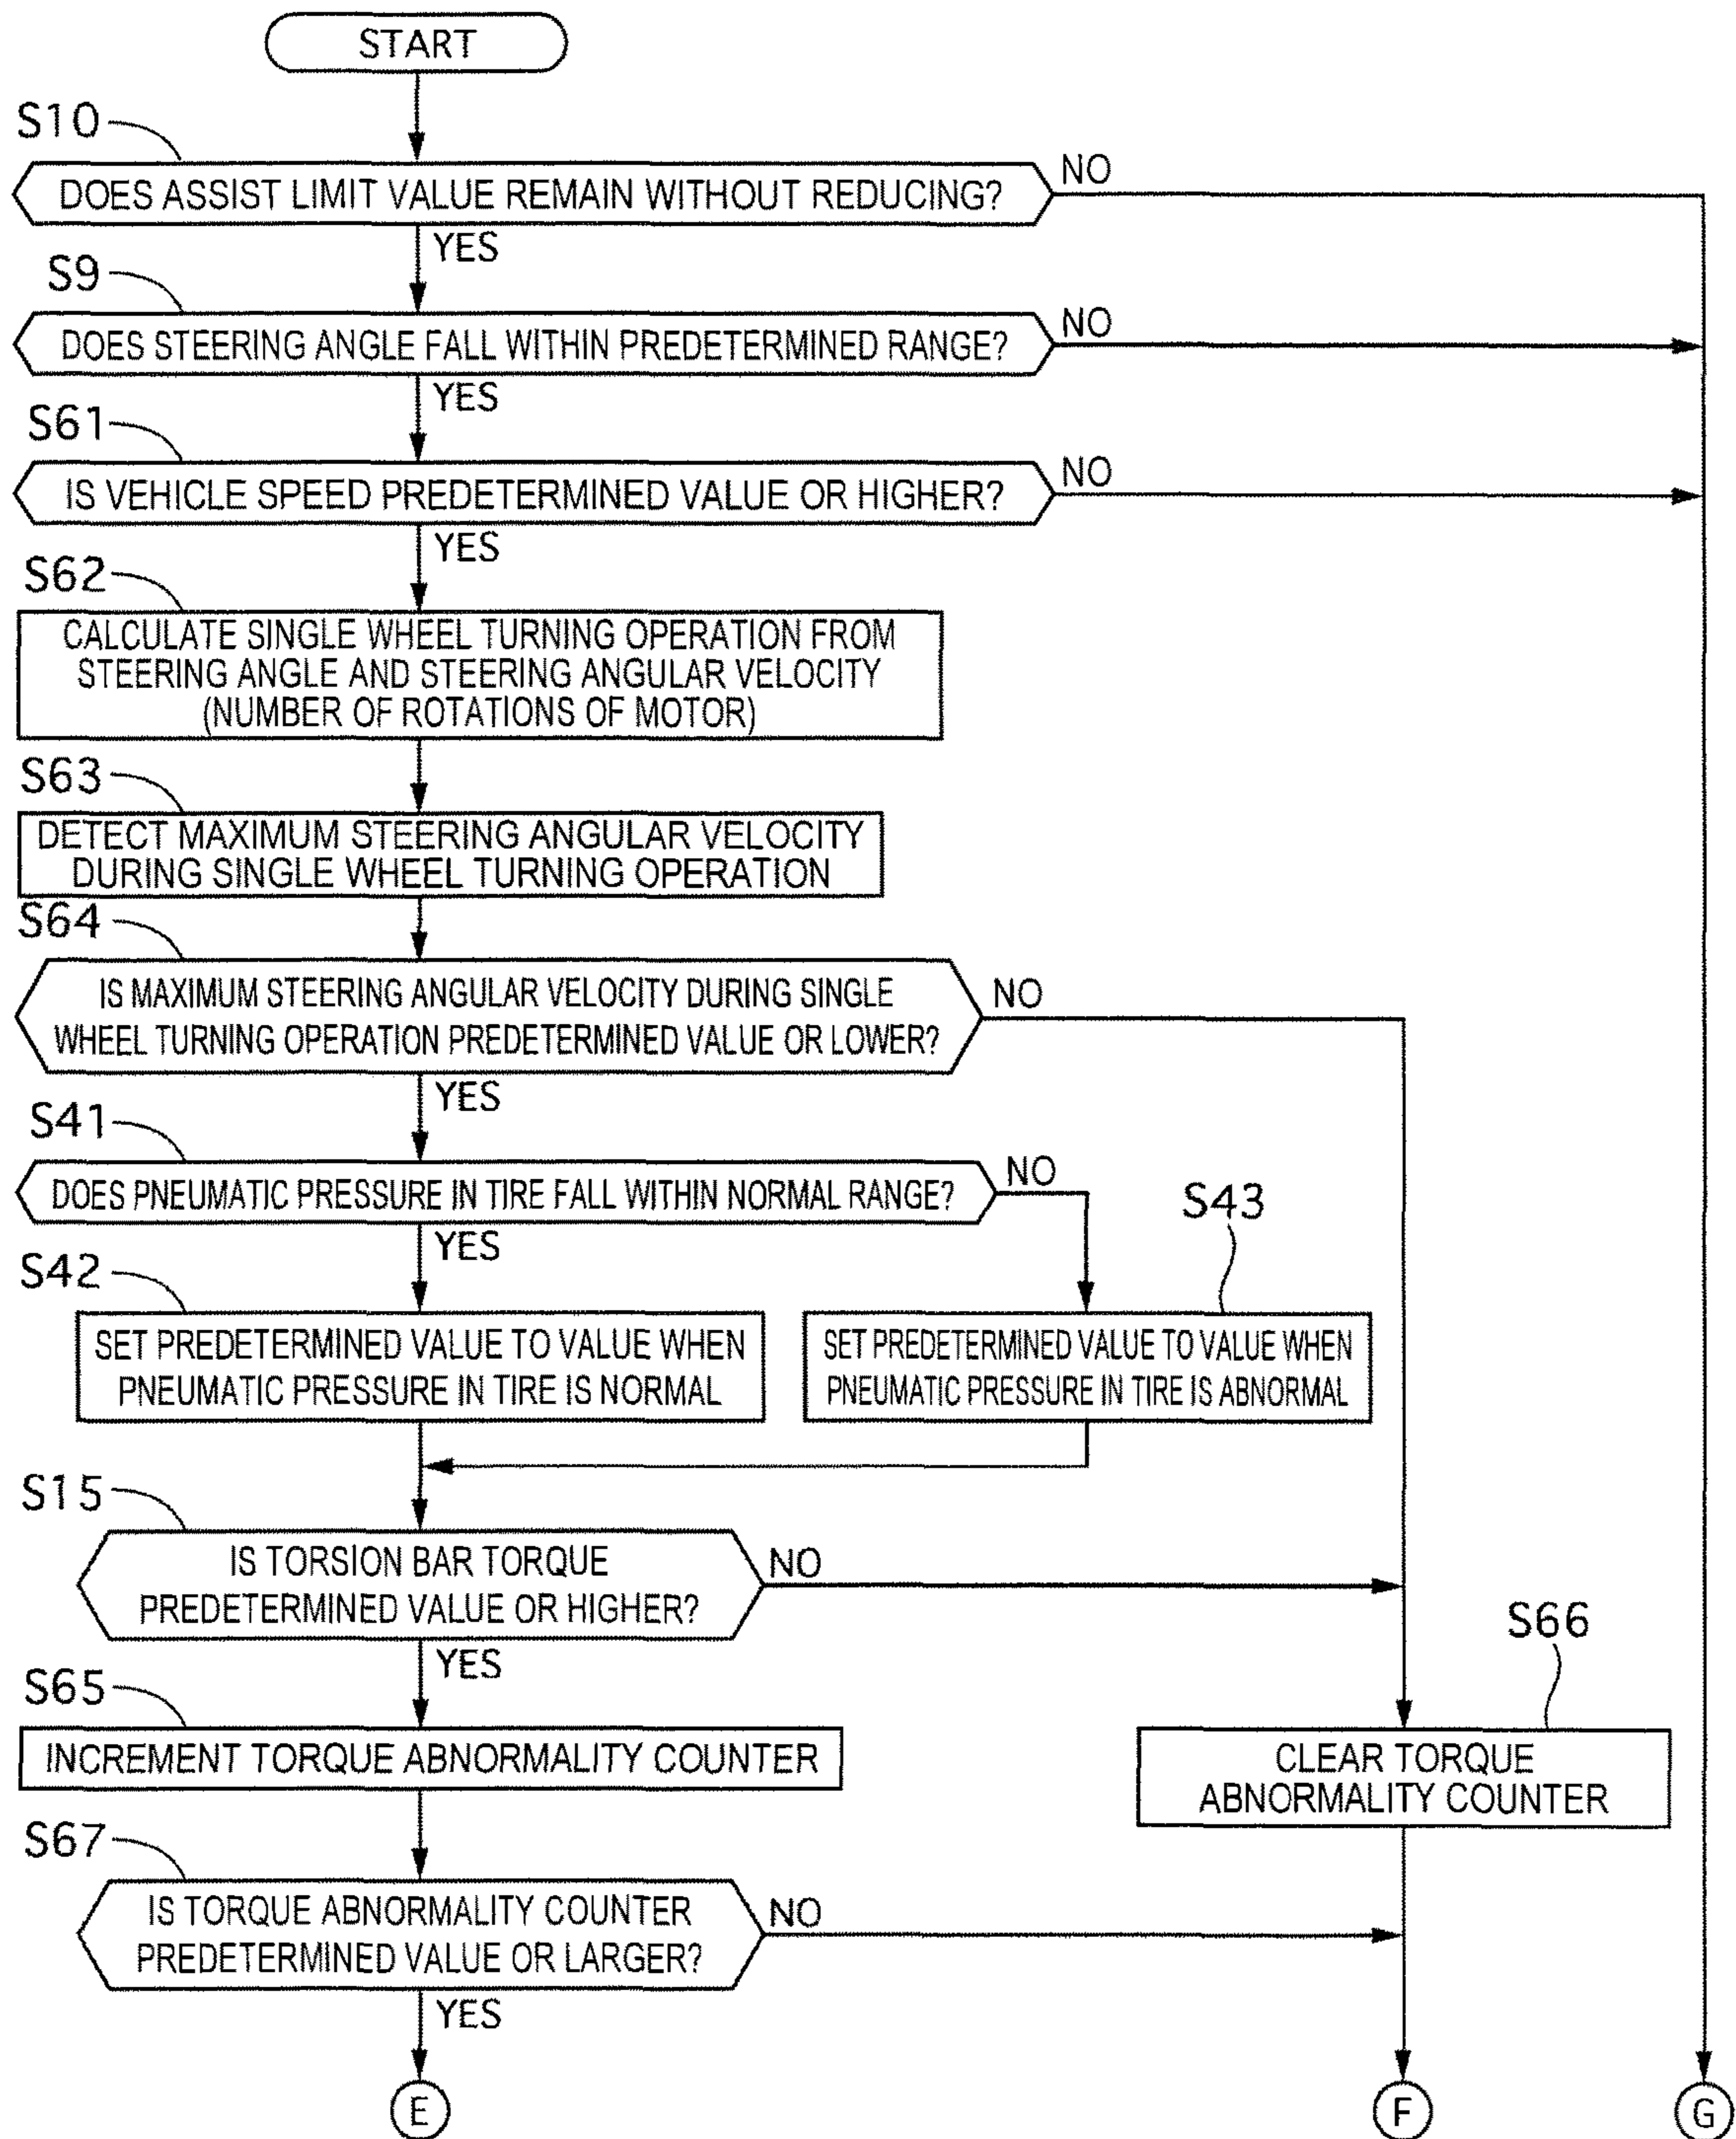 START
S10
DOES ASSIST LIMIT VALUE REMAIN WITHOUT REDUCING?
NO
YES
S9
DOES STEERING ANGLE FALL WITHIN PREDETERMINED RANGE?
NO
YES
S61
IS VEHICLE SPEED PREDETERMINED VALUE OR HIGHER?
NO
YES
S62
CALCULATE SINGLE WHEEL TURNING OPERATION FROM
STEERING ANGLE AND STEERING ANGULAR VELOCITY
(NUMBER OF ROTATIONS OF MOTOR)
S63
DETECT MAXIMUM STEERING ANGULAR VELOCITY
DURING SINGLE WHEEL TURNING OPERATION
S64
IS MAXIMUM STEERING ANGULAR VELOCITY DURING SINGLE
WHEEL TURNING OPERATION PREDETERMINED VALUE OR LOWER?
NO
YES
S41
DOES PNEUMATIC PRESSURE IN TIRE FALL WITHIN NORMAL RANGE?
NO
YES
S42
SET PREDETERMINED VALUE TO VALUE WHEN
PNEUMATIC PRESSURE IN TIRE IS NORMAL
S43
SET PREDETERMINED VALUE TO VALUE WHEN
PNEUMATIC PRESSURE IN TIRE IS ABNORMAL
S15
IS TORSION BAR TORQUE
PREDETERMINED VALUE OR HIGHER?
NO
YES
S65
INCREMENT TORQUE ABNORMALITY COUNTER
S66
CLEAR TORQUE
ABNORMALITY COUNTER
S67
IS TORQUE ABNORMALITY COUNTER
PREDETERMINED VALUE OR LARGER?
NO
YES
E
F
G